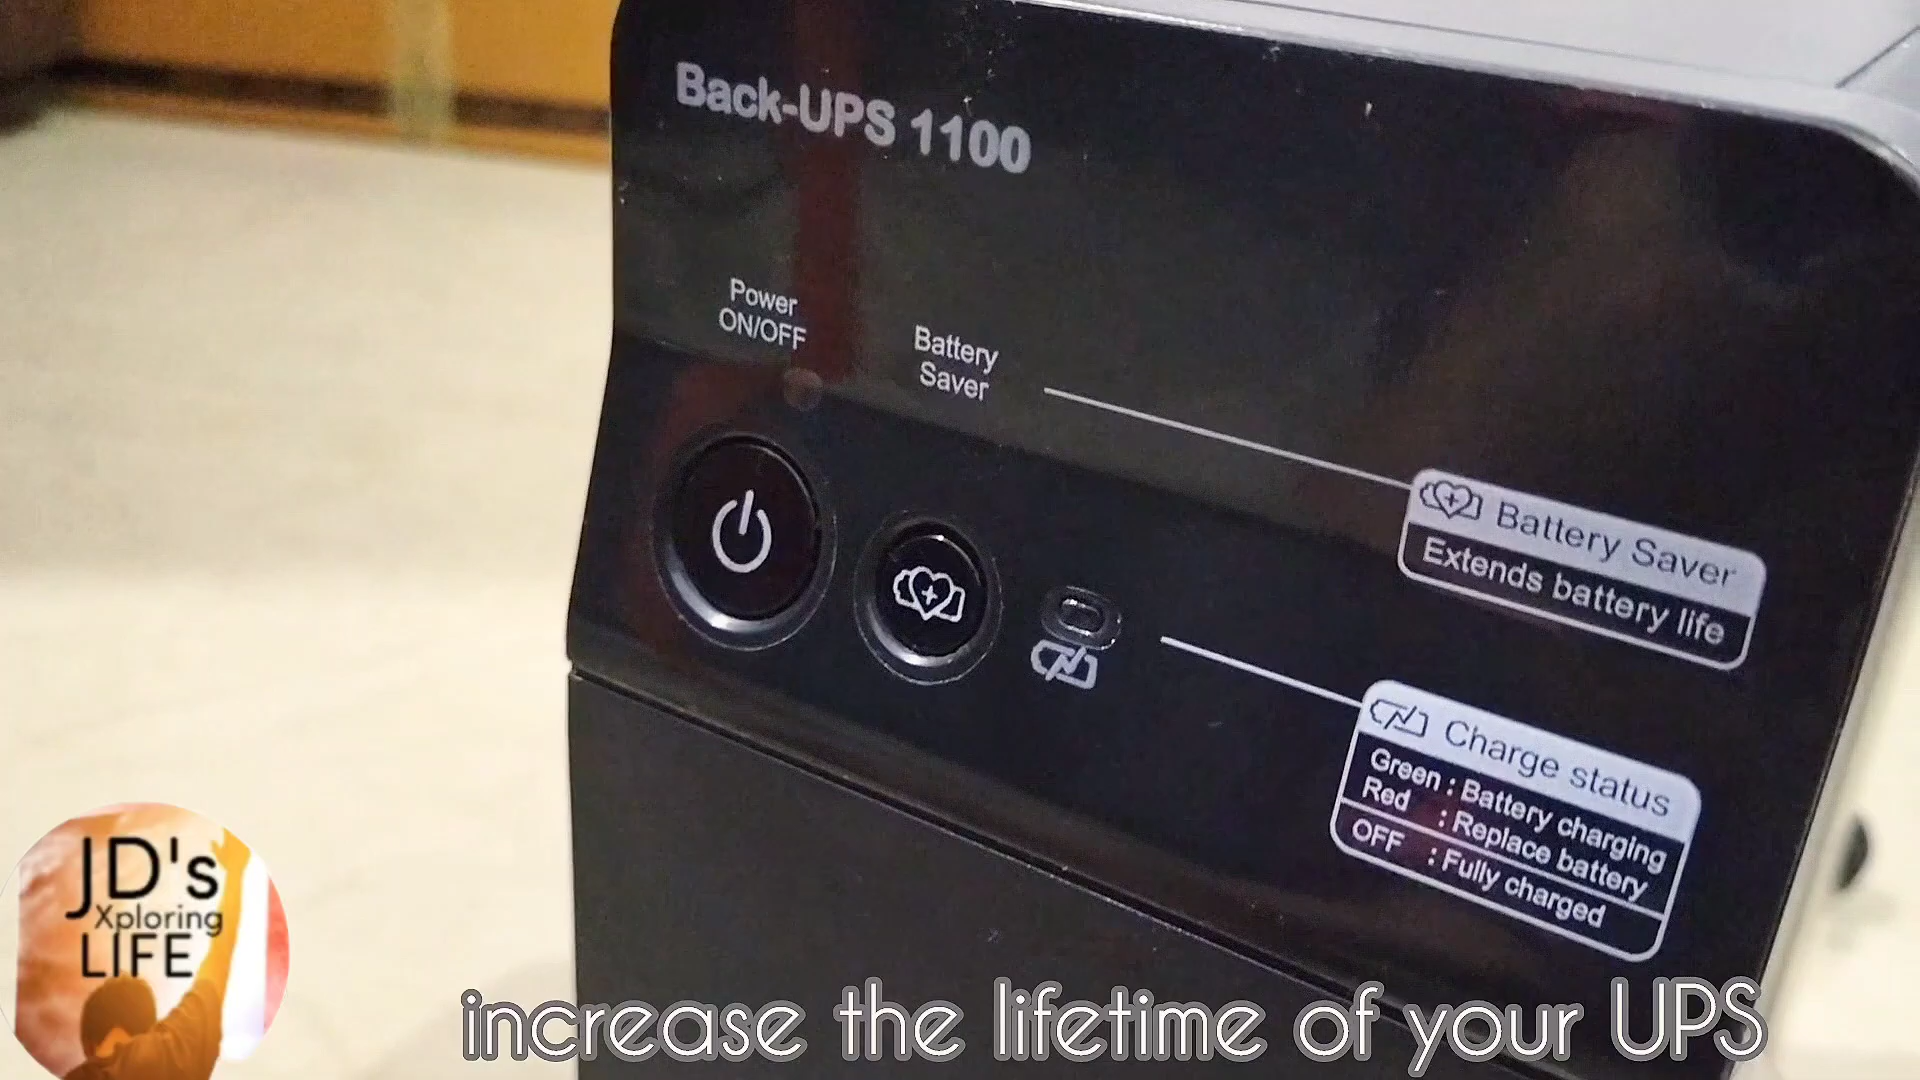 Back-UPS 1100
Power
ON/OFF
Battery
Saver
Battery Saver
Extends battery life
Charge status
Green : Battery charging
Red : Replace battery
OFF : Fully charged
JD's
Xploring
LIFE
increase the lifetime of your UPS